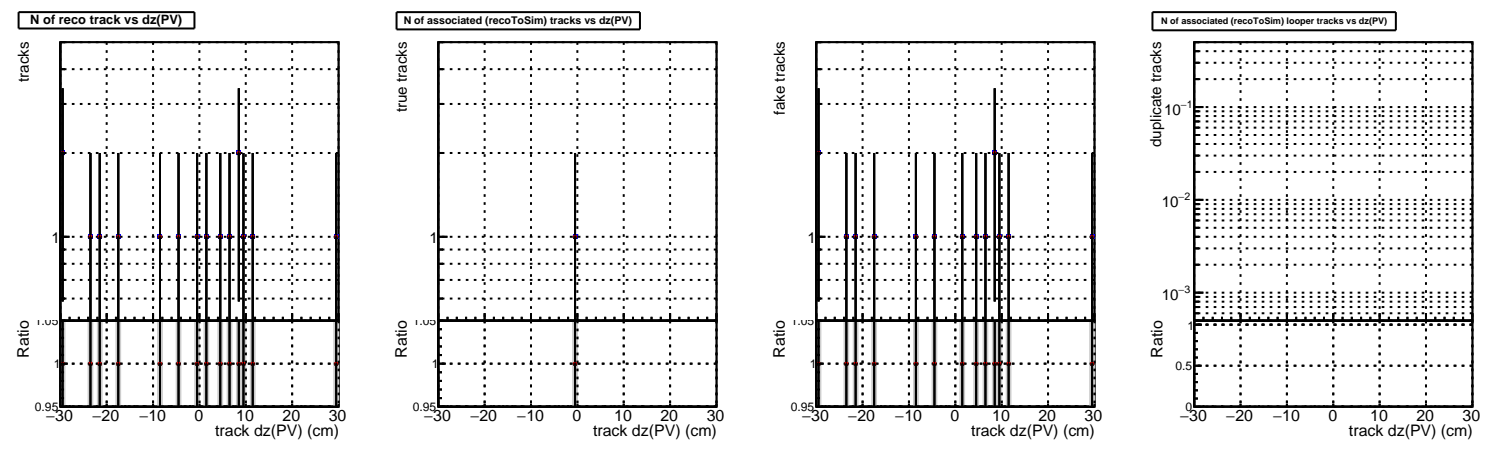 N of reco track vs dz(PV)
tracks
1
Ratio
1.05
1
0.95
−30 −20 −10 0 10 20 30
track dz(PV) (cm)
N of associated (recoToSim) tracks vs dz(PV)
true tracks
1
Ratio
1.05
1
0.95
−30 −20 −10 0 10 20 30
track dz(PV) (cm)
fake tracks
1
Ratio
1.05
1
0.95
−30 −20 −10 0 10 20 30
track dz(PV) (cm)
N of associated (recoToSim) looper tracks vs dz(PV)
duplicate tracks
10−1
10−2
10−3
Ratio
1
0.5
0
−30 −20 −10 0 10 20 30
track dz(PV) (cm)